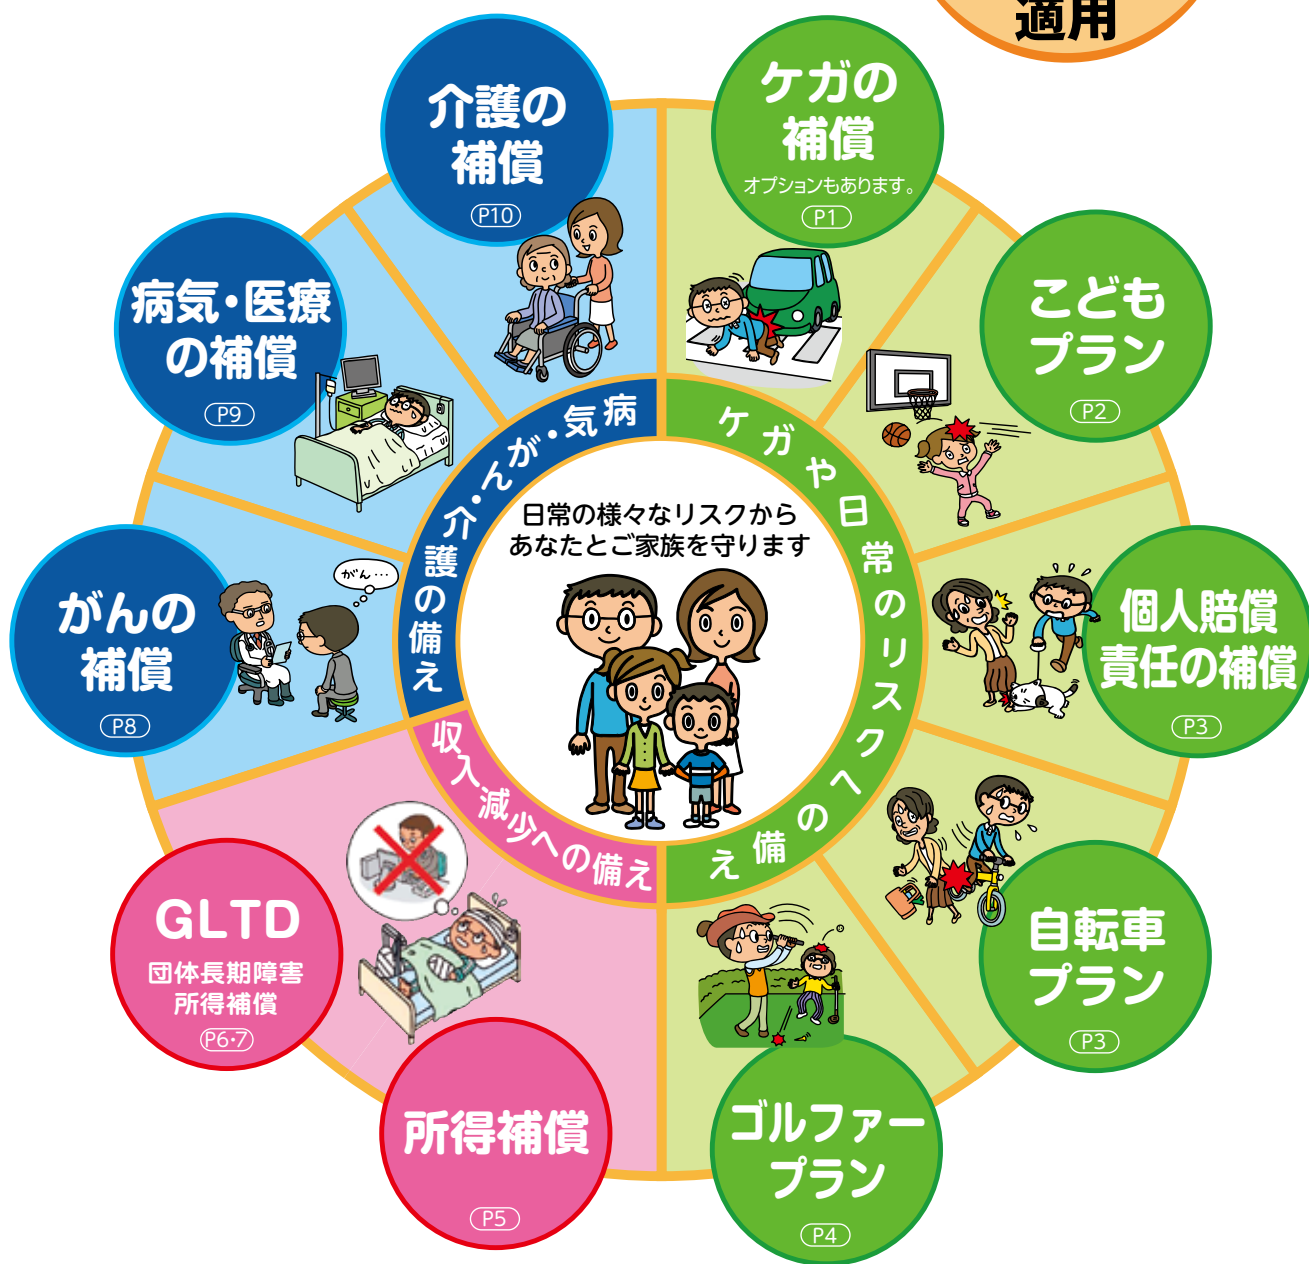 適用
ケガの
補償
オプションもあります。
P1
こども
プラン
P2
個人賠償
責任の補償
P3
自転車
プラン
P3
ゴルファー
プラン
P4
所得補償
P5
GLTD
団体長期障害
所得補償
P6・7
がんの
補償
P8
がん…
病気・医療
の補償
P9
介護の
補償
P10
ケガや日常のリスクへの備え
収入減少への備え
病気・がん・介護の備え
日常の様々なリスクから
あなたとご家族を守ります